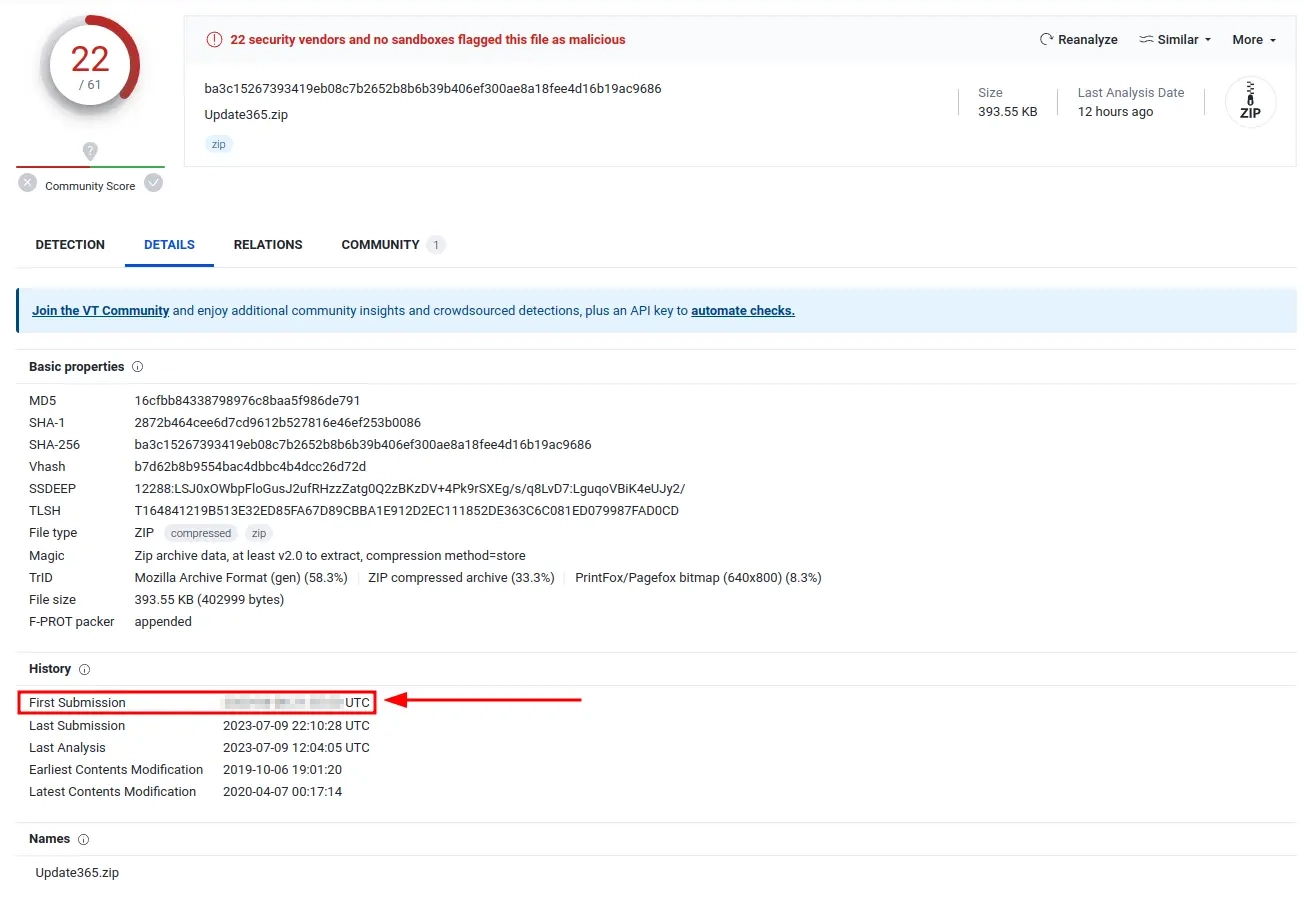 22
/ 61
Community Score
22 security vendors and no sandboxes flagged this file as malicious
Reanalyze Similar More
ba3c15267393419eb08c7b2652b8b6b39b406ef300ae8a18fee4d16b19ac9686
Update365.zip
zip
Size
393.55 KB
Last Analysis Date
12 hours ago
ZIP
DETECTION DETAILS RELATIONS COMMUNITY 1
Join the VT Community and enjoy additional community insights and crowdsourced detections, plus an API key to automate checks.
Basic properties
MD5 16cfbb84338798976c8baa5f986de791
SHA-1 2872b464cee6d7cd9612b527816e46ef253b0086
SHA-256 ba3c15267393419eb08c7b2652b8b6b39b406ef300ae8a18fee4d16b19ac9686
Vhash b7d62b8b9554bac4dbbc4b4dcc26d72d
SSDEEP 12288:LSJ0xOWbpFloGusJ2ufRHzzZatg0Q2zBKzDV+4Pk9rSXEg/s/q8LvD7:LguqoVBiK4eUJy2/
TLSH T164841219B513E32ED85FA67D89CBBA1E912D2EC111852DE363C6C081ED079987FAD0CD
File type ZIP compressed zip
Magic Zip archive data, at least v2.0 to extract, compression method=store
TrID Mozilla Archive Format (gen) (58.3%) ZIP compressed archive (33.3%) PrintFox/Pagefox bitmap (640x800) (8.3%)
File size 393.55 KB (402999 bytes)
F-PROT packer appended
History
First Submission UTC
Last Submission 2023-07-09 22:10:28 UTC
Last Analysis 2023-07-09 12:04:05 UTC
Earliest Contents Modification 2019-10-06 19:01:20
Latest Contents Modification 2020-04-07 00:17:14
Names
Update365.zip